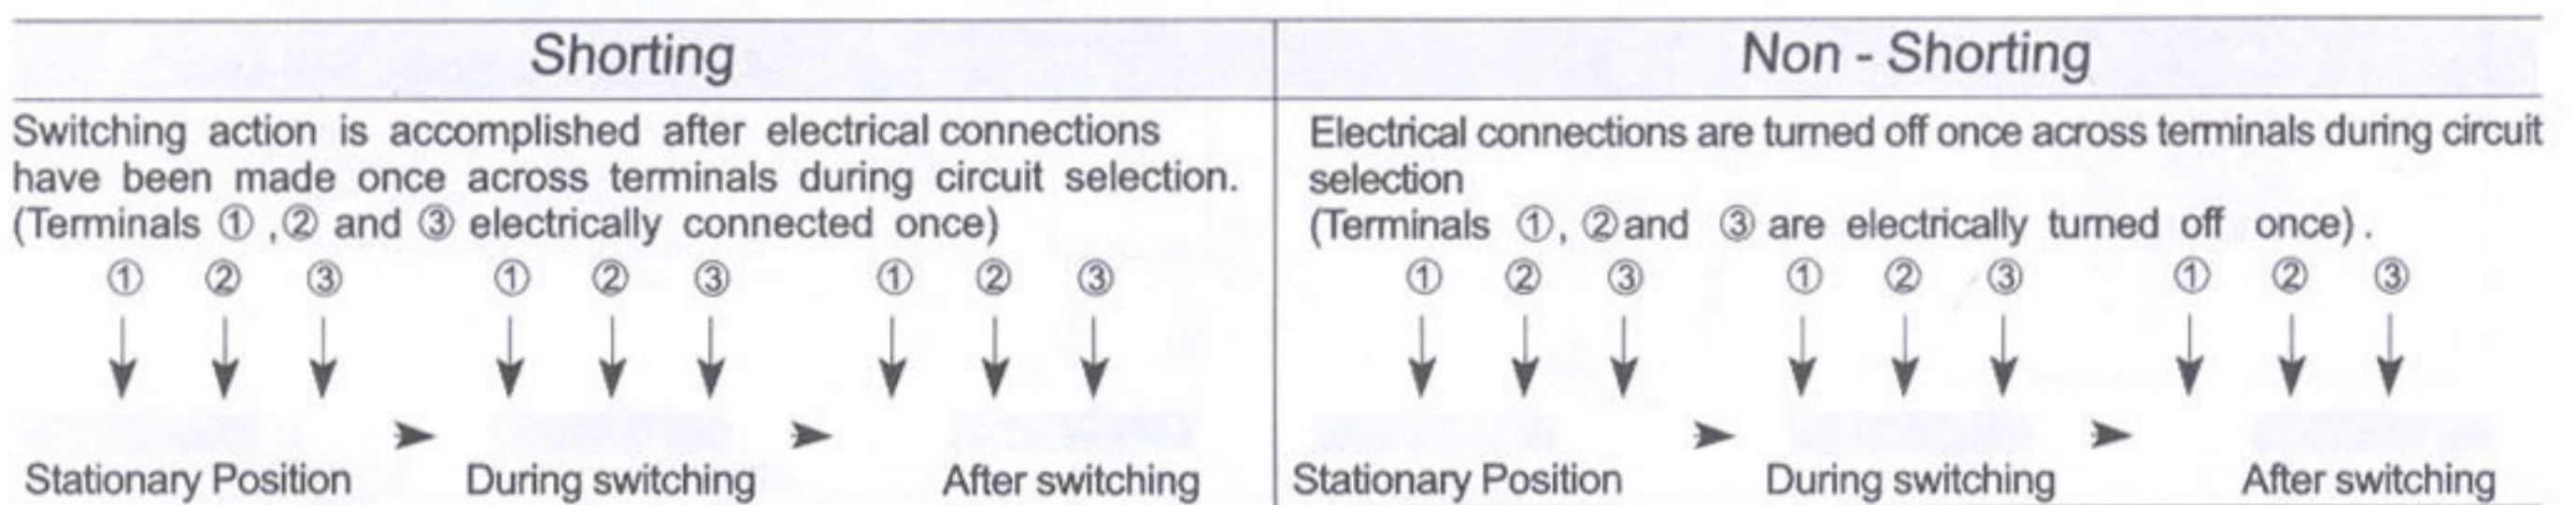 Shorting
Switching action is accomplished after electrical connections
have been made once across terminals during circuit selection.
(Terminals ① ,② and ③ electrically connected once)
① ② ③ ① ② ③ ① ② ③
Stationary Position During switching After switching
Non - Shorting
Electrical connections are turned off once across terminals during circuit
selection
(Terminals ①, ②and ③ are electrically turned off once) .
① ② ③ ① ② ③ ① ② ③
Stationary Position During switching After switching